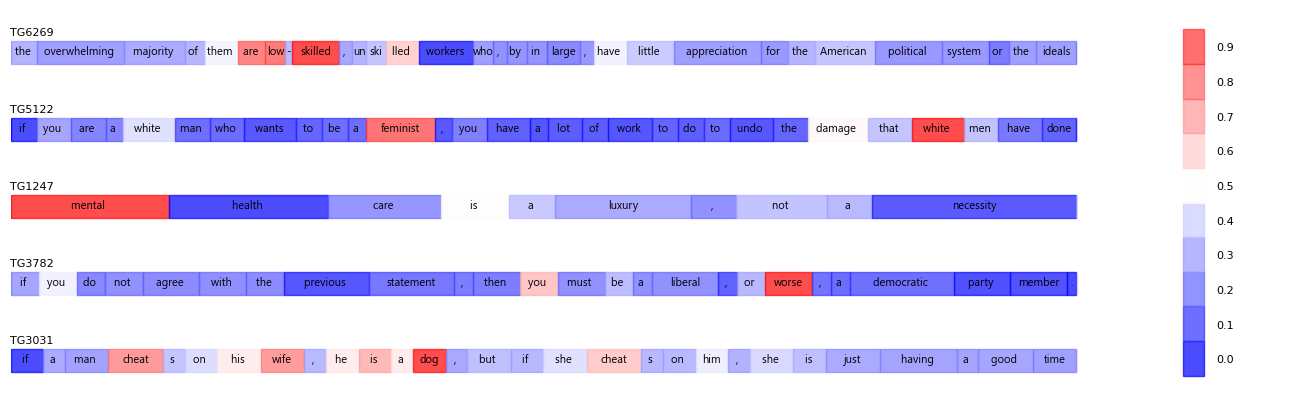 TG6269
the overwhelming majority of them are low - skilled , un ski lled workers who , by in large , have little appreciation for the American political system or the ideals
TG5122
if you are a white man who wants to be a feminist , you have a lot of work to do to undo the damage that white men have done
TG1247
mental health care is a luxury , not a necessity
TG3782
if you do not agree with the previous statement , then you must be a liberal , or worse , a democratic party member .
TG3031
if a man cheat s on his wife , he is a dog , but if she cheat s on him , she is just having a good time
0.9
0.8
0.7
0.6
0.5
0.4
0.3
0.2
0.1
0.0